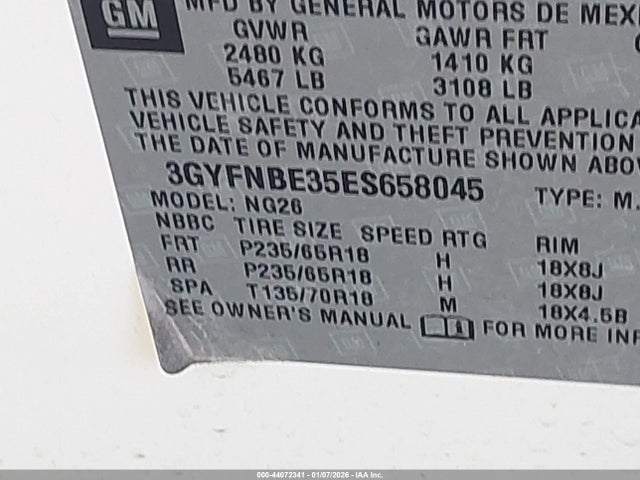 GM
MFD BY GENERAL MOTORS DE MEXI
GVWR GAWR FRT
2480 KG 1410 KG
5467 LB 3108 LB
THIS VEHICLE CONFORMS TO ALL APPLICA
VEHICLE SAFETY AND THEFT PREVENTION
THE DATE OF MANUFACTURE SHOWN ABO
3GYFNBE35ES658045 TYPE: M.
MODEL: NG26
NBBC TIRE SIZE SPEED RTG RIM
FRT P235/65R18 H 18X8J
RR P235/65R18 H 18X8J
SPA T135/70R18 M 18X4.5B
SEE OWNER'S MANUAL FOR MORE INF
000-44072341 - 01/07/2026 - IAA Inc.